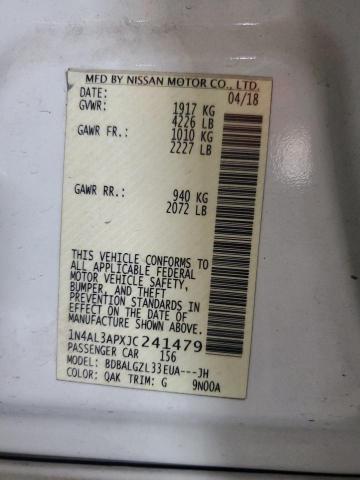 MFD BY NISSAN MOTOR CO., LTD.
DATE: 04/18
GVWR: 1917 KG
4226 LB
GAWR FR.: 1010 KG
2227 LB
GAWR RR.: 940 KG
2072 LB
THIS VEHICLE CONFORMS TO
ALL APPLICABLE FEDERAL
MOTOR VEHICLE SAFETY,
BUMPER, AND THEFT
PREVENTION STANDARDS IN
EFFECT ON THE DATE OF
MANUFACTURE SHOWN ABOVE.
1N4AL3APXJC241479
PASSENGER CAR 156
MODEL: BDBALGZL33EUA---JH
COLOR: QAK TRIM: G 9N00A